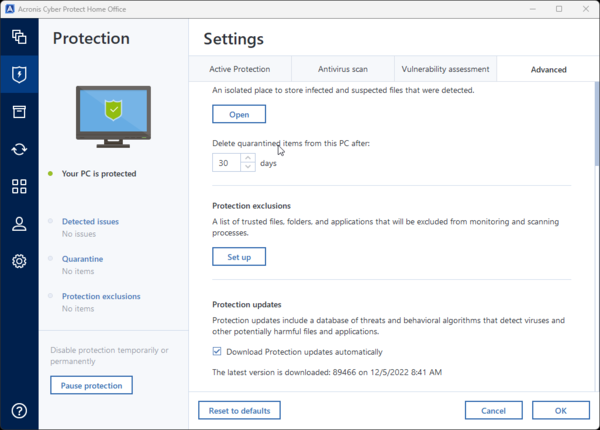 Acronis Cyber Protect Home Office
Protection
Your PC is protected
Detected issues
No issues
Quarantine
No items
Protection exclusions
No items
Disable protection temporarily or
permanently
Pause protection
Settings
Active Protection
Antivirus scan
Vulnerability assessment
Advanced
An isolated place to store infected and suspected files that were detected.
Open
Delete quarantined items from this PC after:
30 days
Protection exclusions
A list of trusted files, folders, and applications that will be excluded from monitoring and scanning
processes.
Set up
Protection updates
Protection updates include a database of threats and behavioral algorithms that detect viruses and
other potentially harmful files and applications.
Download Protection updates automatically
The latest version is downloaded: 89466 on 12/5/2022 8:41 AM
Reset to defaults
Cancel
OK